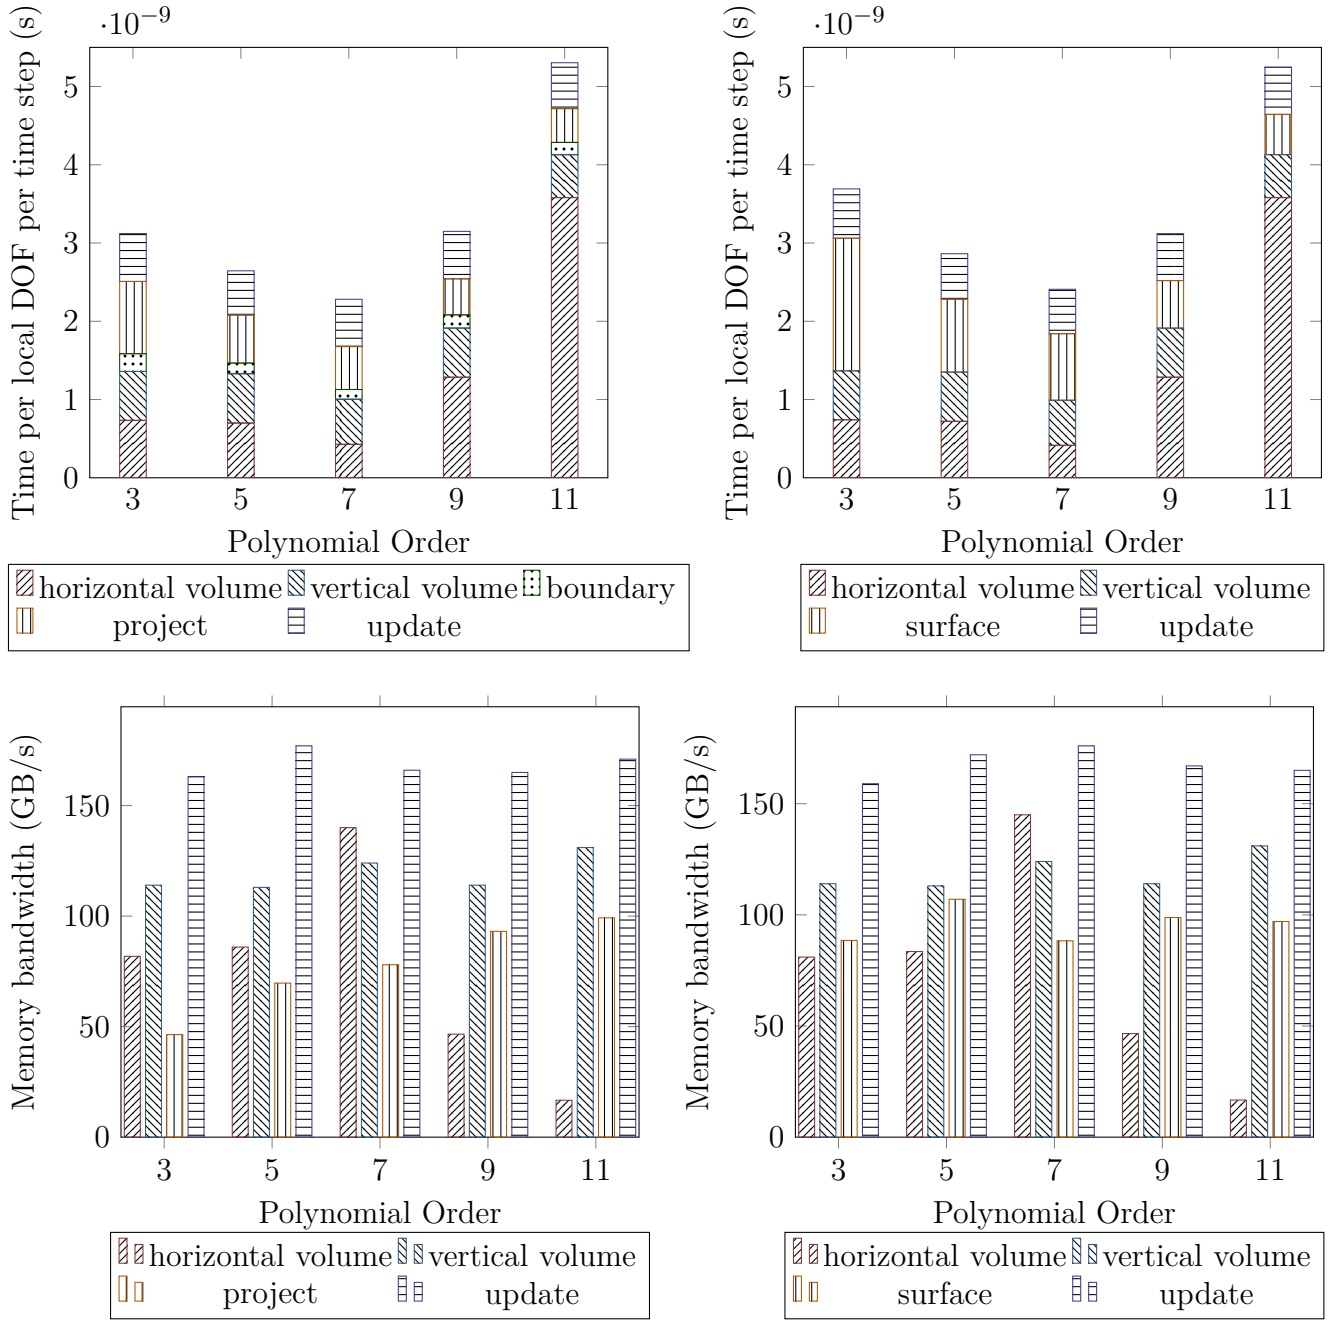 ·10⁻⁹
Time per local DOF per time step (s)
5
4
3
2
1
0
3 5 7 9 11
Polynomial Order
horizontal volume vertical volume boundary
project update
·10⁻⁹
Time per local DOF per time step (s)
5
4
3
2
1
0
3 5 7 9 11
Polynomial Order
horizontal volume vertical volume
surface update
Memory bandwidth (GB/s)
150
100
50
0
3 5 7 9 11
Polynomial Order
horizontal volume vertical volume
project update
Memory bandwidth (GB/s)
150
100
50
0
3 5 7 9 11
Polynomial Order
horizontal volume vertical volume
surface update